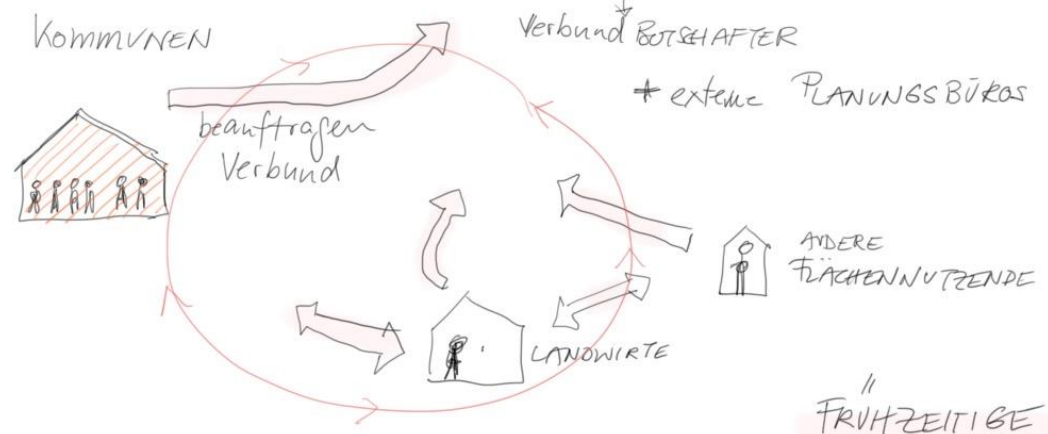 KOMMUNEN
Verbund BOTSCHAFTER
+ externe PLANUNGSBÜROS
beauftragen
Verbund
ANDERE
FLÄCHENNUTZENDE
LANDWIRTE
"
FRÜHZEITIGE